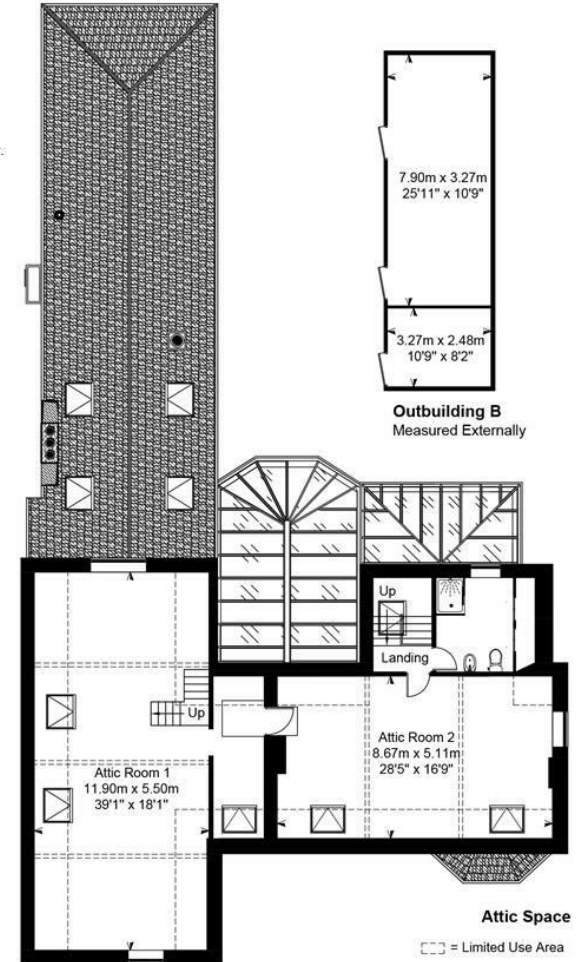 7.90m x 3.27m
25'11" x 10'9"
3.27m x 2.48m
10'9" x 8'2"
Outbuilding B
Measured Externally
Up
Landing
Up
Attic Room 2
8.67m x 5.11m
28'5" x 16'9"
Attic Room 1
11.90m x 5.50m
39'1" x 18'1"
Attic Space
= Limited Use Area